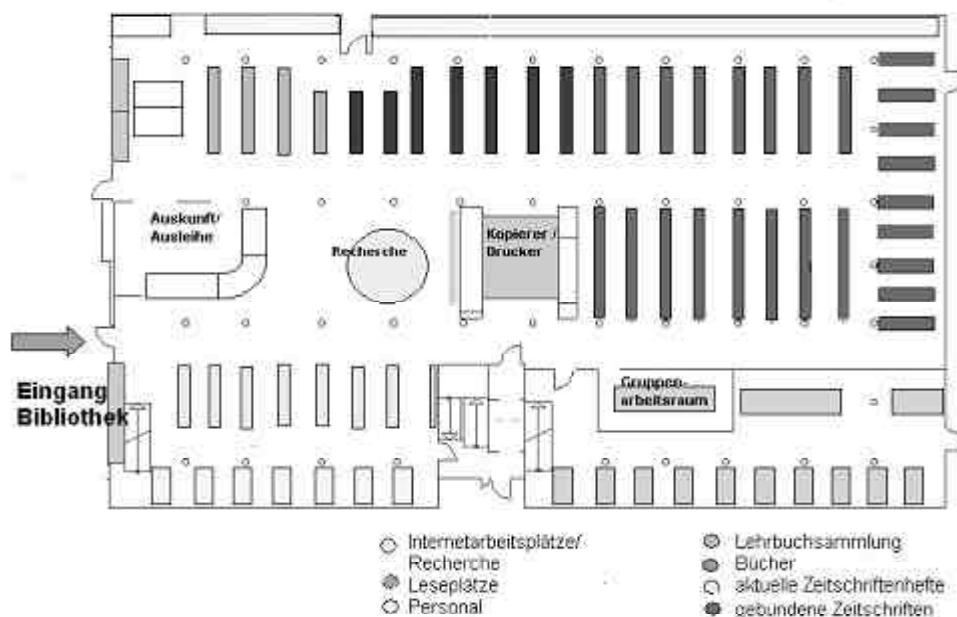 Auskunft/
Ausleihe
Recherche
Kopierer /
Drucker
Eingang
Bibliothek
Gruppen-
arbeitsraum
Internetarbeitsplätze/
Recherche
Leseplätze
Personal
Lehrbuchsammlung
Bücher
aktuelle Zeitschriftenhefte
gebundene Zeitschriften